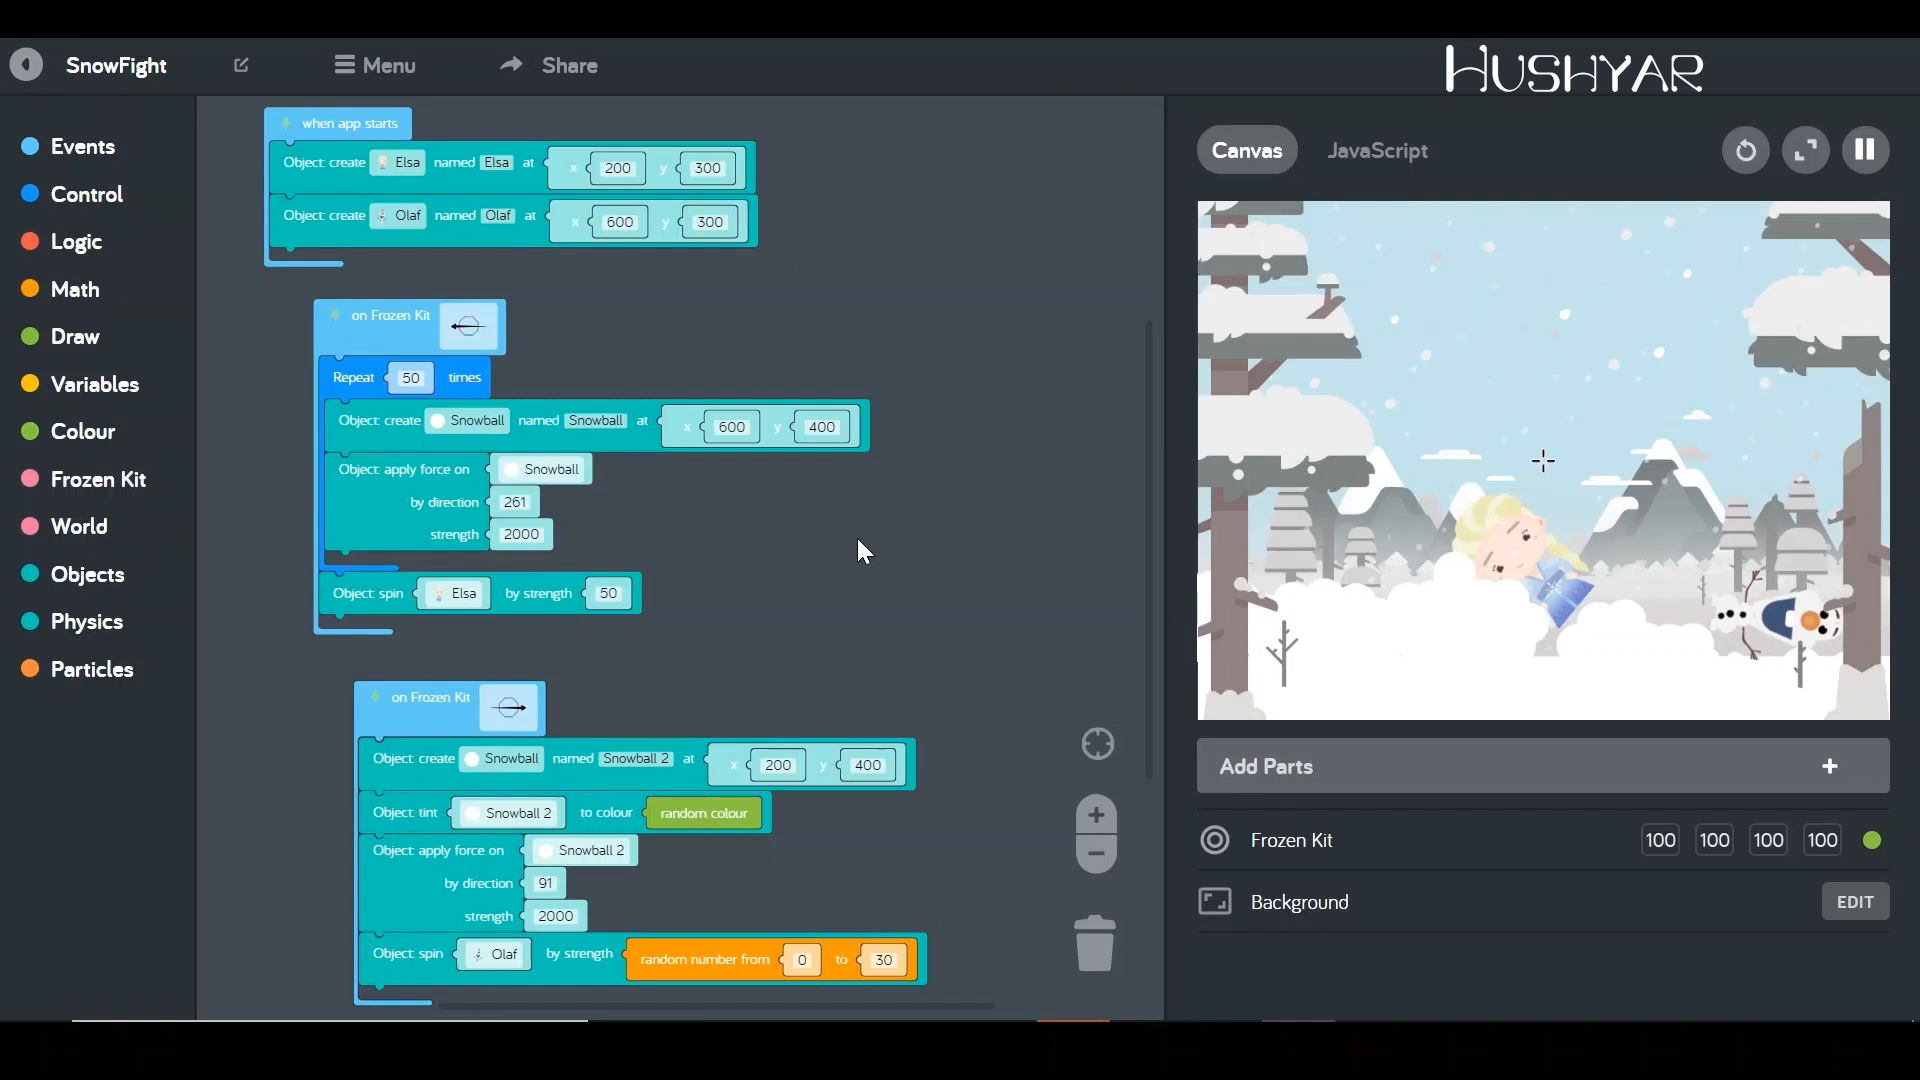 SnowFight
Menu
Share
HUSHYAR
Events
Control
Logic
Math
Draw
Variables
Colour
Frozen Kit
World
Objects
Physics
Particles
when app starts
Object: create Elsa named Elsa at x 200 y 300
Object: create Olaf named Olaf at x 600 y 300
on Frozen Kit
Repeat 50 times
Object: create Snowball named Snowball at x 600 y 400
Object: apply force on Snowball
by direction 261
strength 2000
Object: spin Elsa by strength 50
on Frozen Kit
Object: create Snowball named Snowball 2 at x 200 y 400
Object: tint Snowball 2 to colour random colour
Object: apply force on Snowball 2
by direction 91
strength 2000
Object: spin Olaf by strength random number from 0 to 30
Canvas
JavaScript
Add Parts +
Frozen Kit 100 100 100 100
Background EDIT